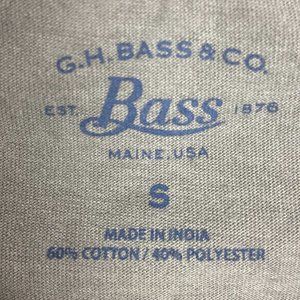 G.H. BASS & CO.
EST. Bass 1876
MAINE, USA
S
MADE IN INDIA
60% COTTON / 40% POLYESTER